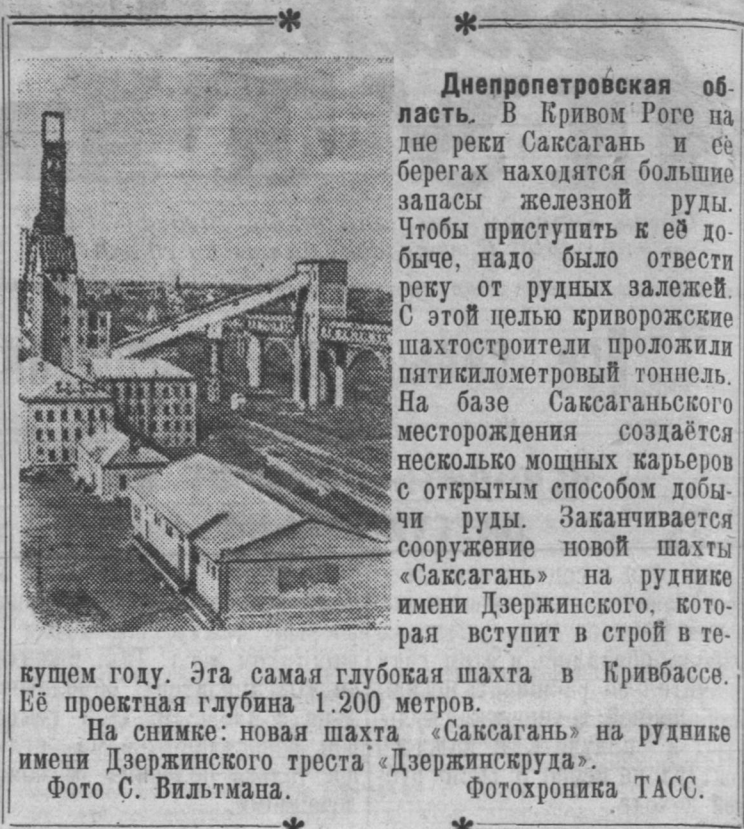 Днепропетровская об-
ласть. В Кривом Роге на
дне реки Саксагань и её
берегах находятся большие
запасы железной руды.
Чтобы приступить к её до-
быче, надо было отвести
реку от рудных залежей.
С этой целью криворожские
шахтостроители проложили
пятикилометровый тоннель.
На базе Саксаганьского
месторождения создаётся
несколько мощных карьеров
с открытым способом добы-
чи руды. Заканчивается
сооружение новой шахты
«Саксагань» на руднике
имени Дзержинского, кото-
рая вступит в строй в те-
кущем году. Эта самая глубокая шахта в Кривбассе.
Её проектная глубина 1.200 метров.
На снимке: новая шахта «Саксагань» на руднике
имени Дзержинского треста «Дзержинскруда».
Фото С. Вильтмана. Фотохроника ТАСС.